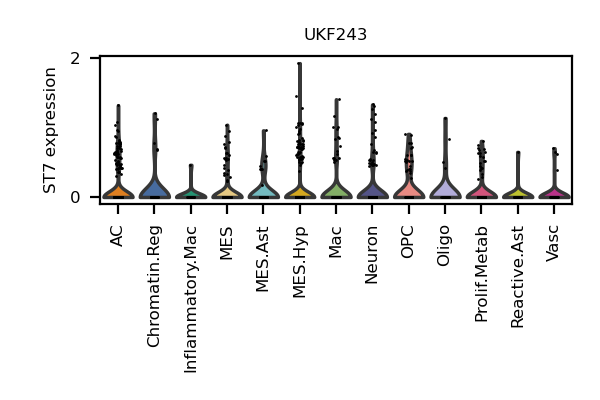 UKF243
ST7 expression
2
0
AC
Chromatin.Reg
Inflammatory.Mac
MES
MES.Ast
MES.Hyp
Mac
Neuron
OPC
Oligo
Prolif.Metab
Reactive.Ast
Vasc